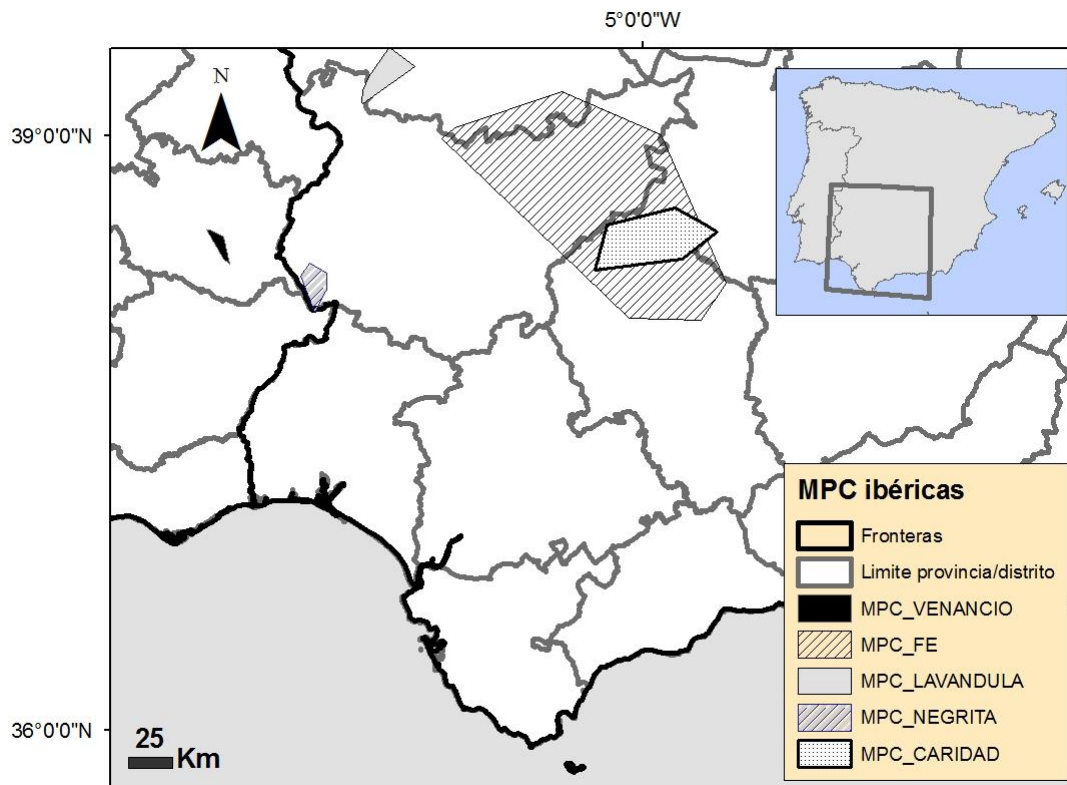 5°0'0"W
N
39°0'0"N
36°0'0"N
25
Km
MPC ibéricas
Fronteras
Limite provincia/distrito
MPC_VENANCIO
MPC_FE
MPC_LAVANDULA
MPC_NEGRITA
MPC_CARIDAD